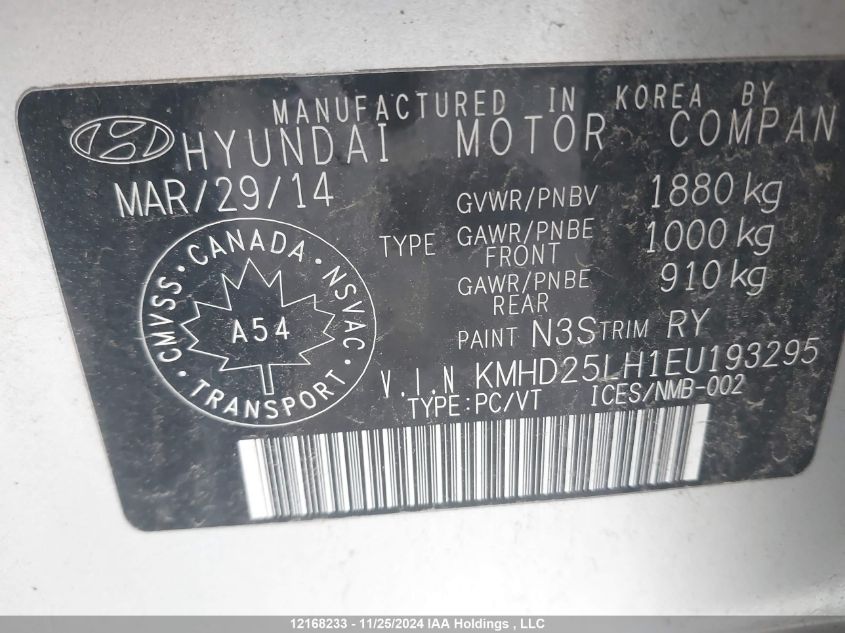 MANUFACTURED IN KOREA BY
HYUNDAI MOTOR COMPAN
MAR/29/14
GVWR/PNBV 1880 kg
TYPE GAWR/PNBE FRONT 1000 kg
GAWR/PNBE REAR 910 kg
PAINT N3S TRIM RY
V.I.N KMHD25LH1EU193295
TYPE:PC/VT ICES/NMB-002
CMVSS · CANADA · NSVAC · TRANSPORT ·
A54
12168233 - 11/25/2024 IAA Holdings , LLC